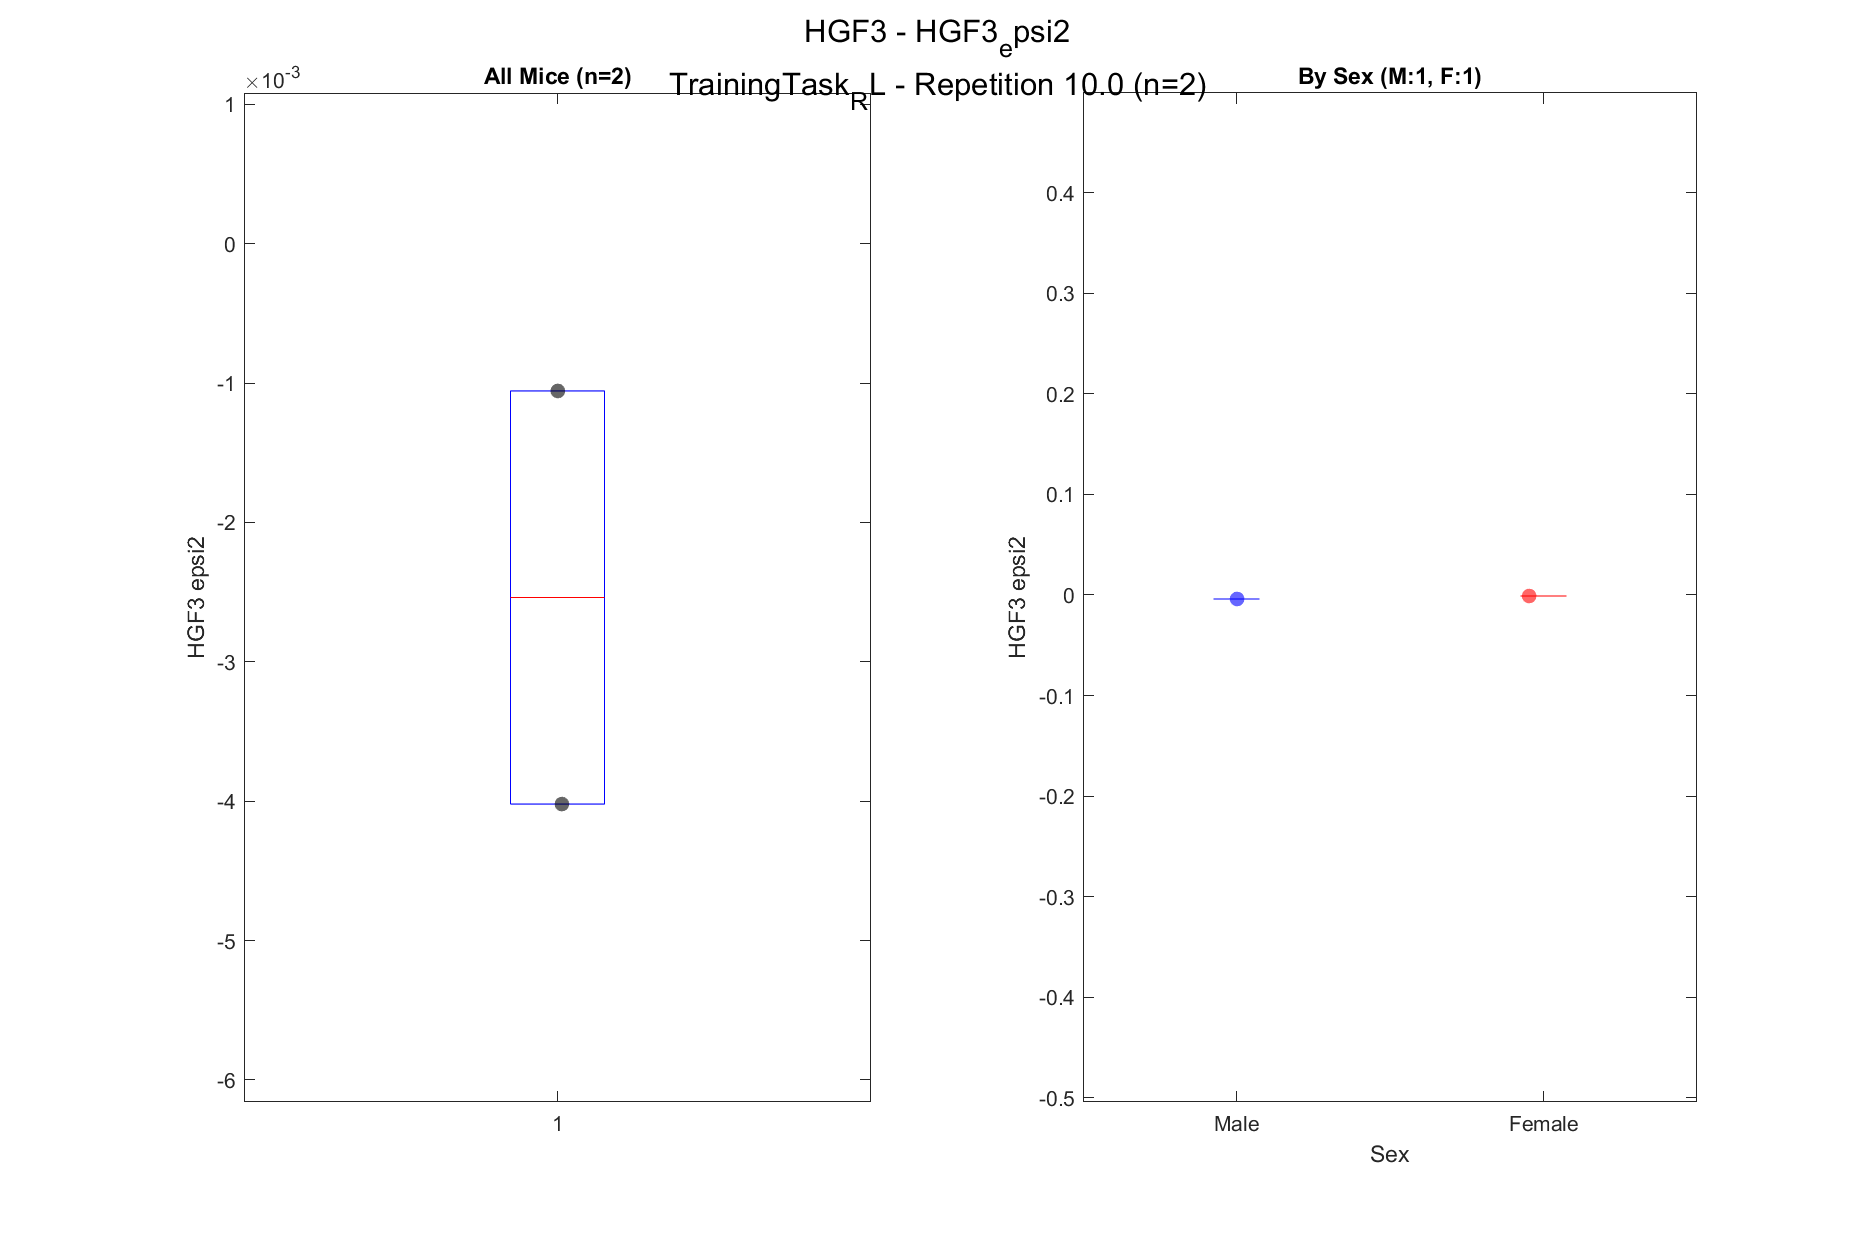 HGF3 - HGF3epsi2
TrainingTaskRL - Repetition 10.0 (n=2)
All Mice (n=2)
×10-3
1
0
-1
-2
-3
-4
-5
-6
HGF3 epsi2
1
By Sex (M:1, F:1)
0.4
0.3
0.2
0.1
0
-0.1
-0.2
-0.3
-0.4
-0.5
HGF3 epsi2
Male Female
Sex